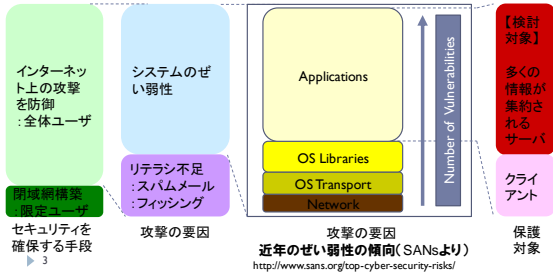 インターネッ
ト上の攻撃
を防御
:全体ユーザ
閉域網構築
:限定ユーザ
セキュリティを
確保する手段
システムのぜ
い弱性
リテラシ不足
:スパムメール
:フィッシング
攻撃の要因
Applications
OS Libraries
OS Transport
Network
Number of Vulnerabilities
攻撃の要因
近年のぜい弱性の傾向(SANsより)
http://www.sans.org/top-cyber-security-risks/
【検討
対象】
多くの
情報が
集約さ
れる
サーバ
クライ
アント
保護
対象
3